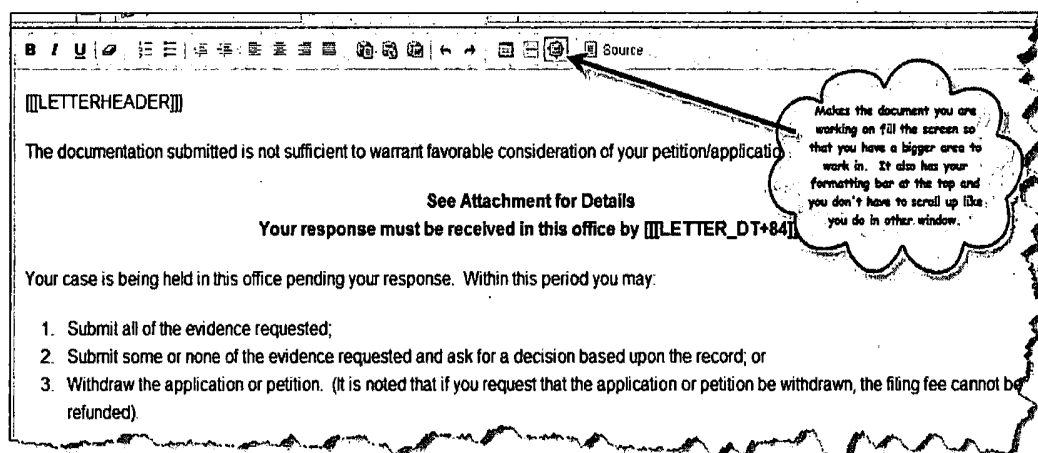 B I U Source
[[[LETTERHEADER]]]
The documentation submitted is not sufficient to warrant favorable consideration of your petition/applicatio
See Attachment for Details
Your response must be received in this office by [[[LETTER_DT+84]]
Your case is being held in this office pending your response. Within this period you may:
1. Submit all of the evidence requested;
2. Submit some or none of the evidence requested and ask for a decision based upon the record; or
3. Withdraw the application or petition. (It is noted that if you request that the application or petition be withdrawn, the filing fee cannot be
refunded).
Makes the document you are
working on fill the screen so
that you have a bigger area to
work in. It also has your
formatting bar at the top and
you don't have to scroll up like
you do in other window.